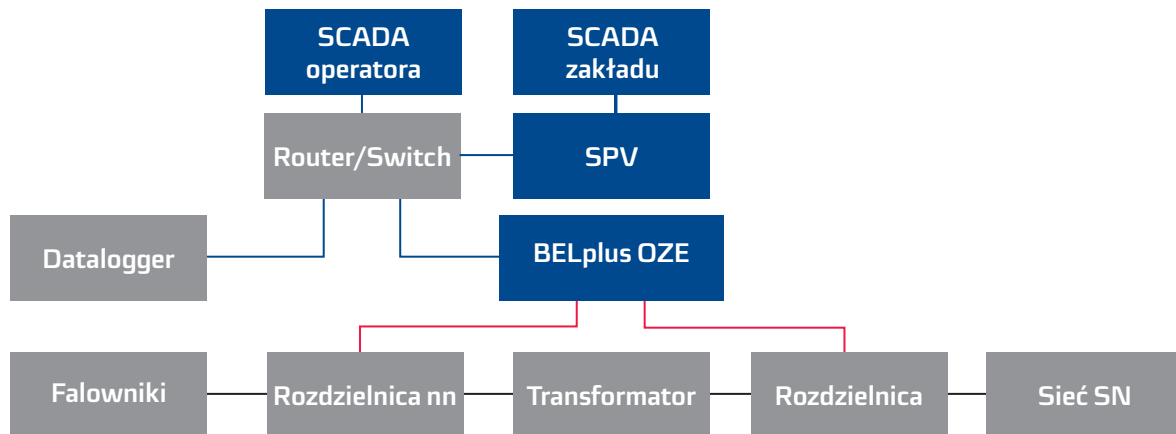 SCADA
operatora
SCADA
zakładu
Router/Switch
SPV
Datalogger
BELplus OZE
Falowniki
Rozdzielnica nn
Transformator
Rozdzielnica
Sieć SN